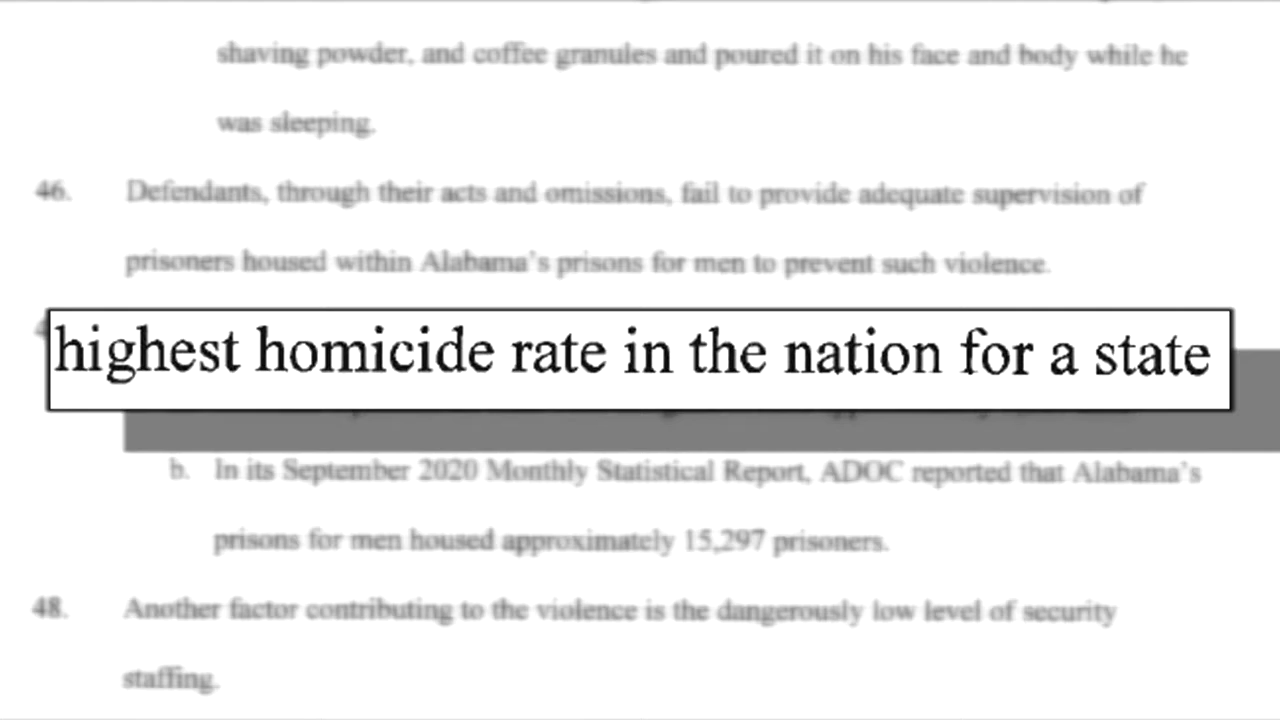 shaving powder, and coffee granules and poured it on his face and body while he
was sleeping.
46. Defendants, through their acts and omissions, fail to provide adequate supervision of
prisoners housed within Alabama's prisons for men to prevent such violence.
highest homicide rate in the nation for a state
b. In its September 2020 Monthly Statistical Report, ADOC reported that Alabama's
prisons for men housed approximately 15,297 prisoners.
48. Another factor contributing to the violence is the dangerously low level of security
staffing.